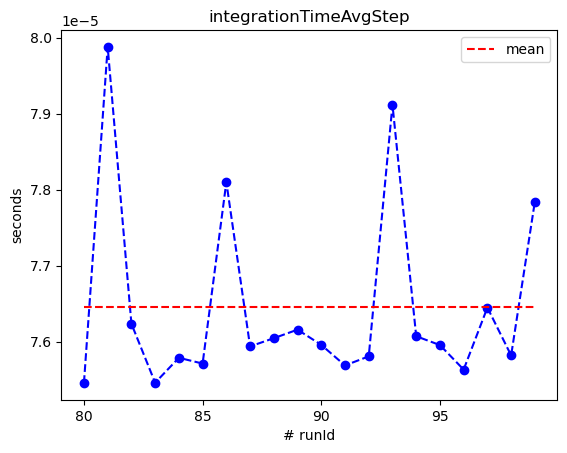 integrationTimeAvgStep
1e−5
mean
8.0
7.9
7.8
7.7
7.6
seconds
80
85
90
95
# runId